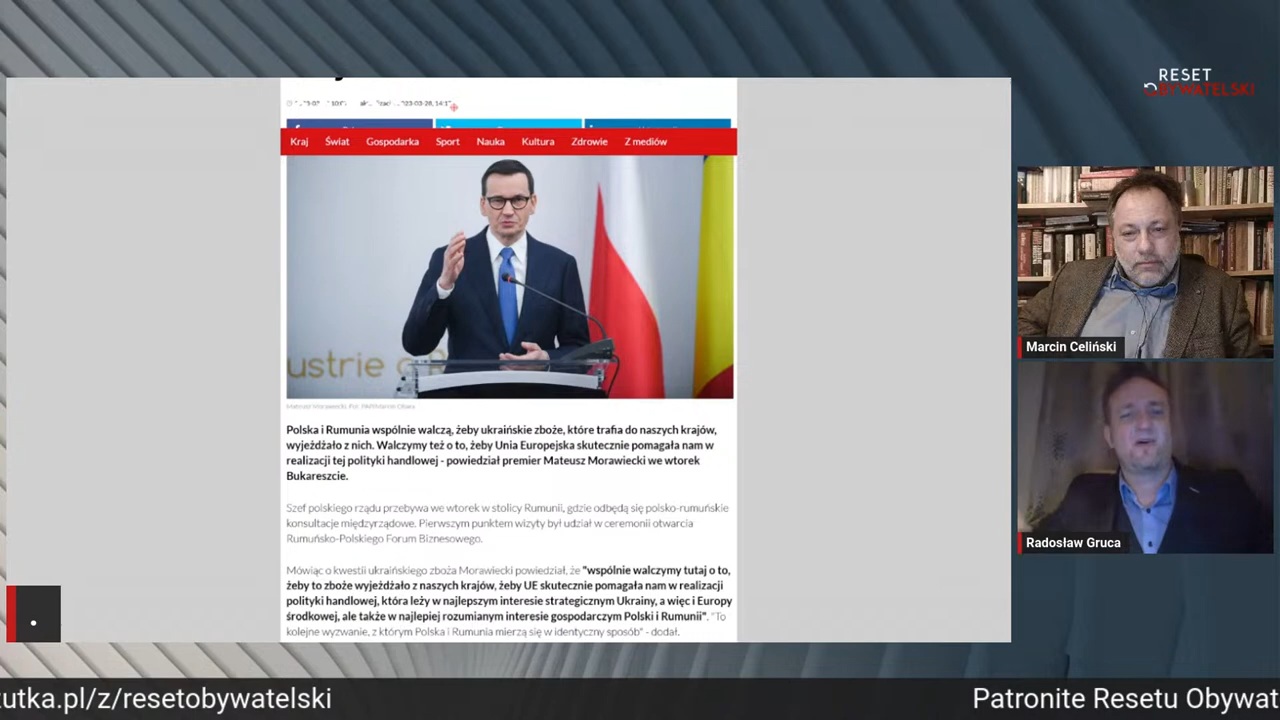 RESET
OBYWATELSKI
Kraj Świat Gospodarka Sport Nauka Kultura Zdrowie Z mediów
ustrie
Mateusz Morawiecki, Fot. PAP/Marcin Obara
Polska i Rumunia wspólnie walczą, żeby ukraińskie zboże, które trafia do naszych krajów,
wyjeżdżało z nich. Walczymy też o to, żeby Unia Europejska skutecznie pomagała nam w
realizacji tej polityki handlowej - powiedział premier Mateusz Morawiecki we wtorek
Bukareszcie.
Szef polskiego rządu przebywa we wtorek w stolicy Rumunii, gdzie odbędą się polsko-rumuńskie
konsultacje międzyrządowe. Pierwszym punktem wizyty był udział w ceremonii otwarcia
Rumuńsko-Polskiego Forum Biznesowego.
Mówiąc o kwestii ukraińskiego zboża Morawiecki powiedział, że "wspólnie walczymy tutaj o to,
żeby to zboże wyjeżdżało z naszych krajów, żeby UE skutecznie pomagała nam w realizacji
polityki handlowej, która leży w najlepszym interesie strategicznym Ukrainy, a więc i Europy
środkowej, ale także w najlepiej rozumianym interesie gospodarczym Polski i Rumunii". "To
kolejne wyzwanie, z którym Polska i Rumunia mierzą się w identyczny sposób" - dodał.
Marcin Celiński
Radosław Gruca
.
tutka.pl/z/resetobywatelski
Patronite Resetu Obywat